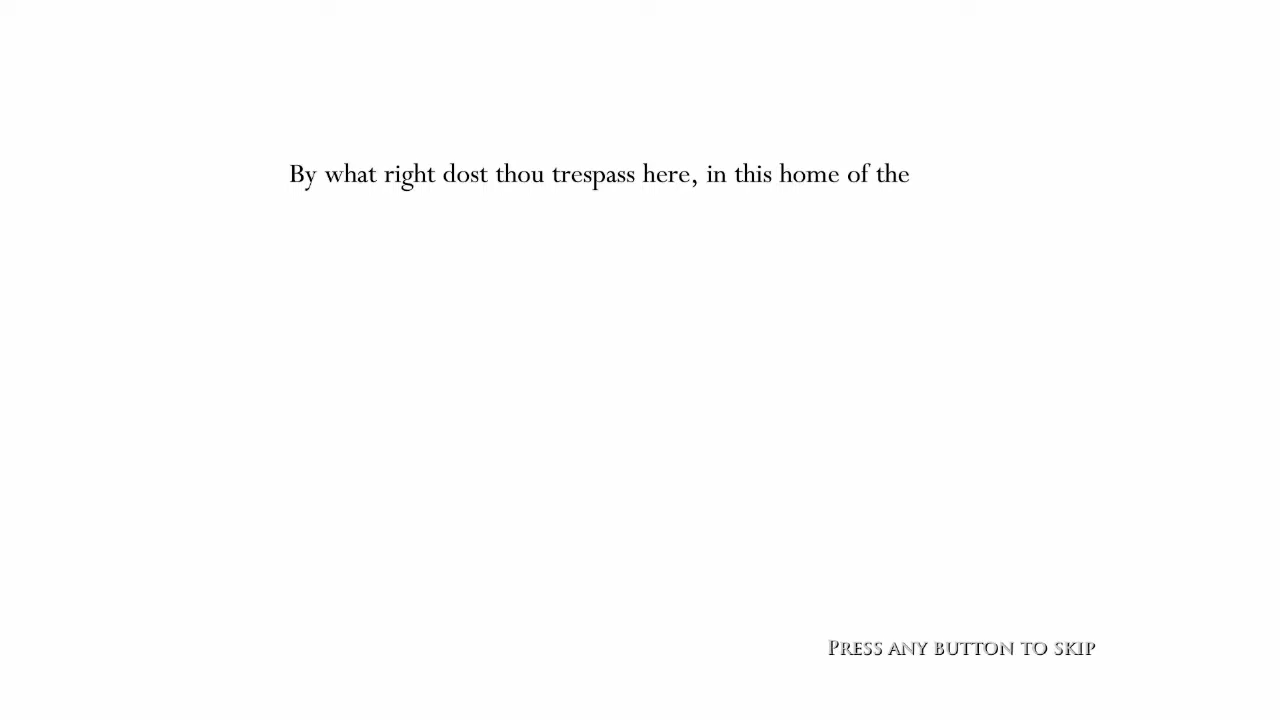 By what right dost thou trespass here, in this home of the
Press any button to skip